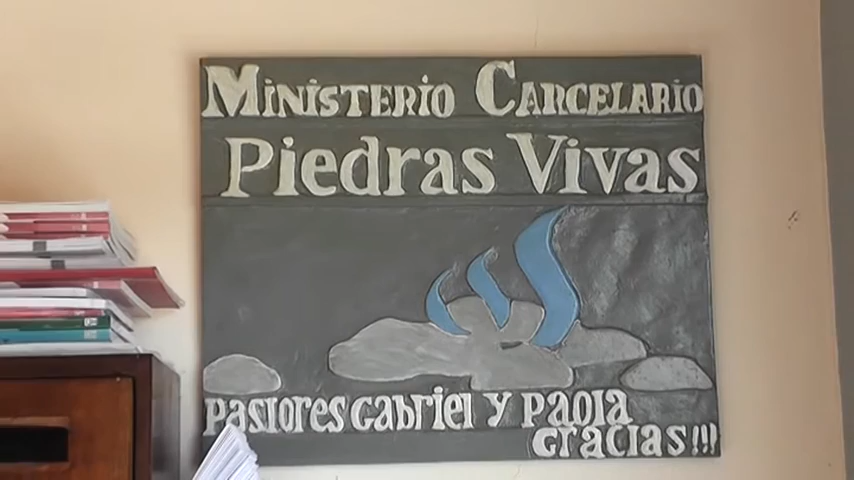 Ministerio Carcelario
Piedras Vivas
Pastores Gabriel y Paola
Gracias!!!